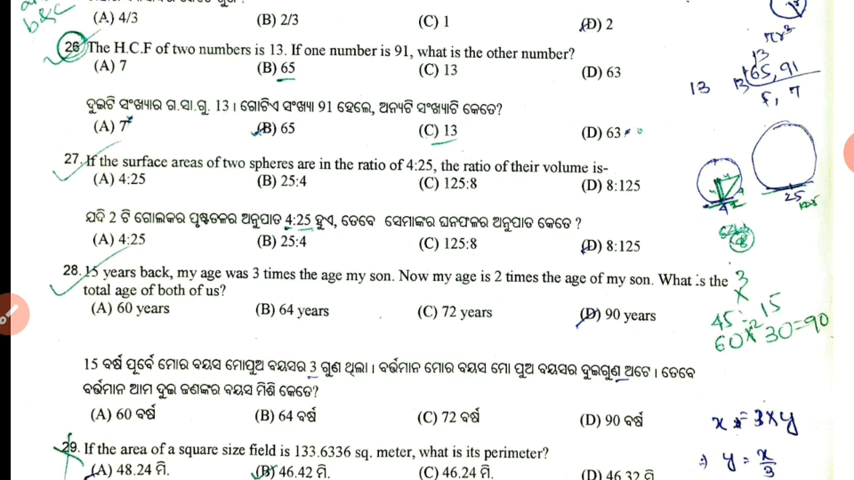 b&c
(A) 4/3 (B) 2/3 (C) 1 (D) 2
26 The H.C.F of two numbers is 13. If one number is 91, what is the other number?
(A) 7 (B) 65 (C) 13 (D) 63
ଦୁଇଟି ସଂଖ୍ୟାର ଗ.ସା.ଗୁ. 13 । ଗୋଟିଏ ସଂଖ୍ୟା 91 ହେଲେ, ଅନ୍ୟଟି ସଂଖ୍ୟାଟି କେତେ?
(A) 7 (B) 65 (C) 13 (D) 63
27. If the surface areas of two spheres are in the ratio of 4:25, the ratio of their volume is-
(A) 4:25 (B) 25:4 (C) 125:8 (D) 8:125
ଯଦି 2 ଟି ଗୋଲକର ପୃଷ୍ଠତଳର ଅନୁପାତ 4:25 ହୁଏ, ତେବେ ସେମାଙ୍କର ଘନଫଳର ଅନୁପାତ କେତେ ?
(A) 4:25 (B) 25:4 (C) 125:8 (D) 8:125
28. 15 years back, my age was 3 times the age my son. Now my age is 2 times the age of my son. What is the
total age of both of us?
(A) 60 years (B) 64 years (C) 72 years (D) 90 years
15 ବର୍ଷ ପୂର୍ବେ ମୋର ବୟସ ମୋପୁଅ ବୟସର 3 ଗୁଣ ଥିଲା । ବର୍ତ୍ତମାନ ମୋର ବୟସ ମୋ ପୁଅ ବୟସର ଦୁଇଗୁଣ ଅଟେ । ତେବେ
ବର୍ତ୍ତମାନ ଆମ ଦୁଇ ଜଣଙ୍କର ବୟସ ମିଶି କେତେ?
(A) 60 ବର୍ଷ (B) 64 ବର୍ଷ (C) 72 ବର୍ଷ (D) 90 ବର୍ଷ
29. If the area of a square size field is 133.6336 sq. meter, what is its perimeter?
(A) 48.24 ମି. (B) 46.42 ମି. (C) 46.24 ମି. (D) 46.32 ମି
πr²
13
13 65, 91
5, 7
4 25
3
45 15
60 30=90
x = 3×y
⇒ y = x/3